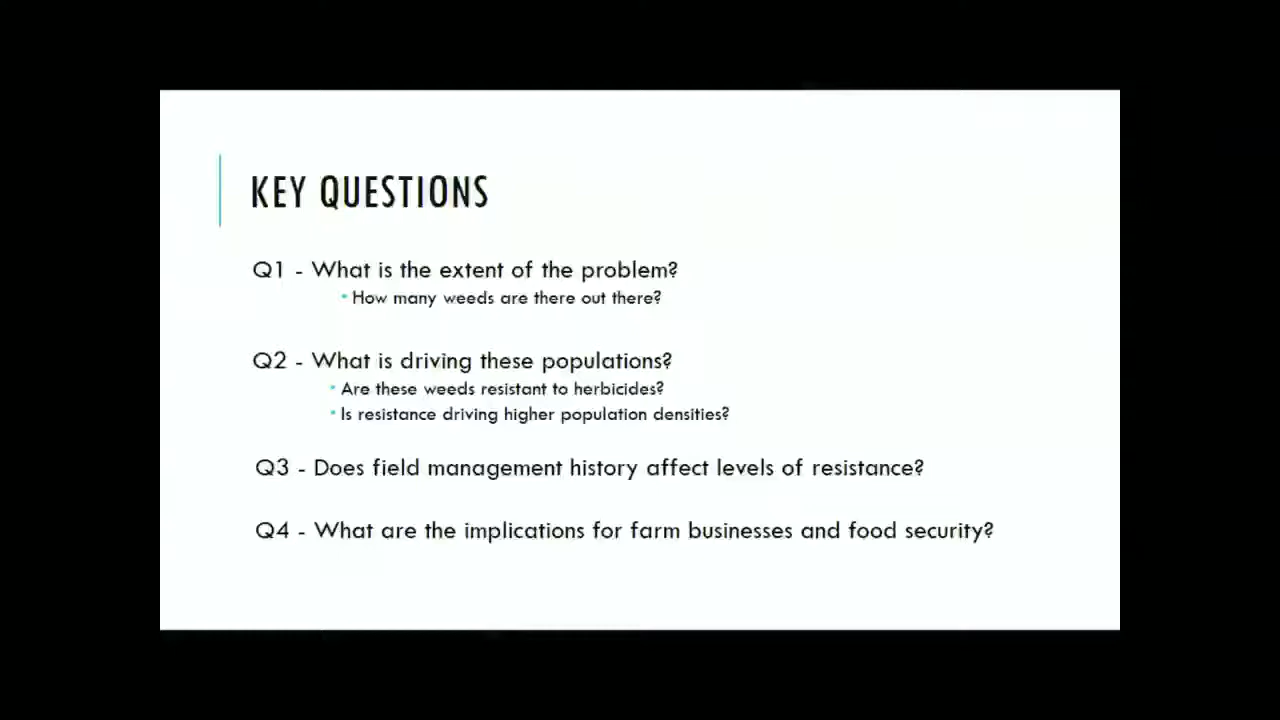 KEY QUESTIONS
Q1 - What is the extent of the problem?
• How many weeds are there out there?
Q2 - What is driving these populations?
• Are these weeds resistant to herbicides?
• Is resistance driving higher population densities?
Q3 - Does field management history affect levels of resistance?
Q4 - What are the implications for farm businesses and food security?